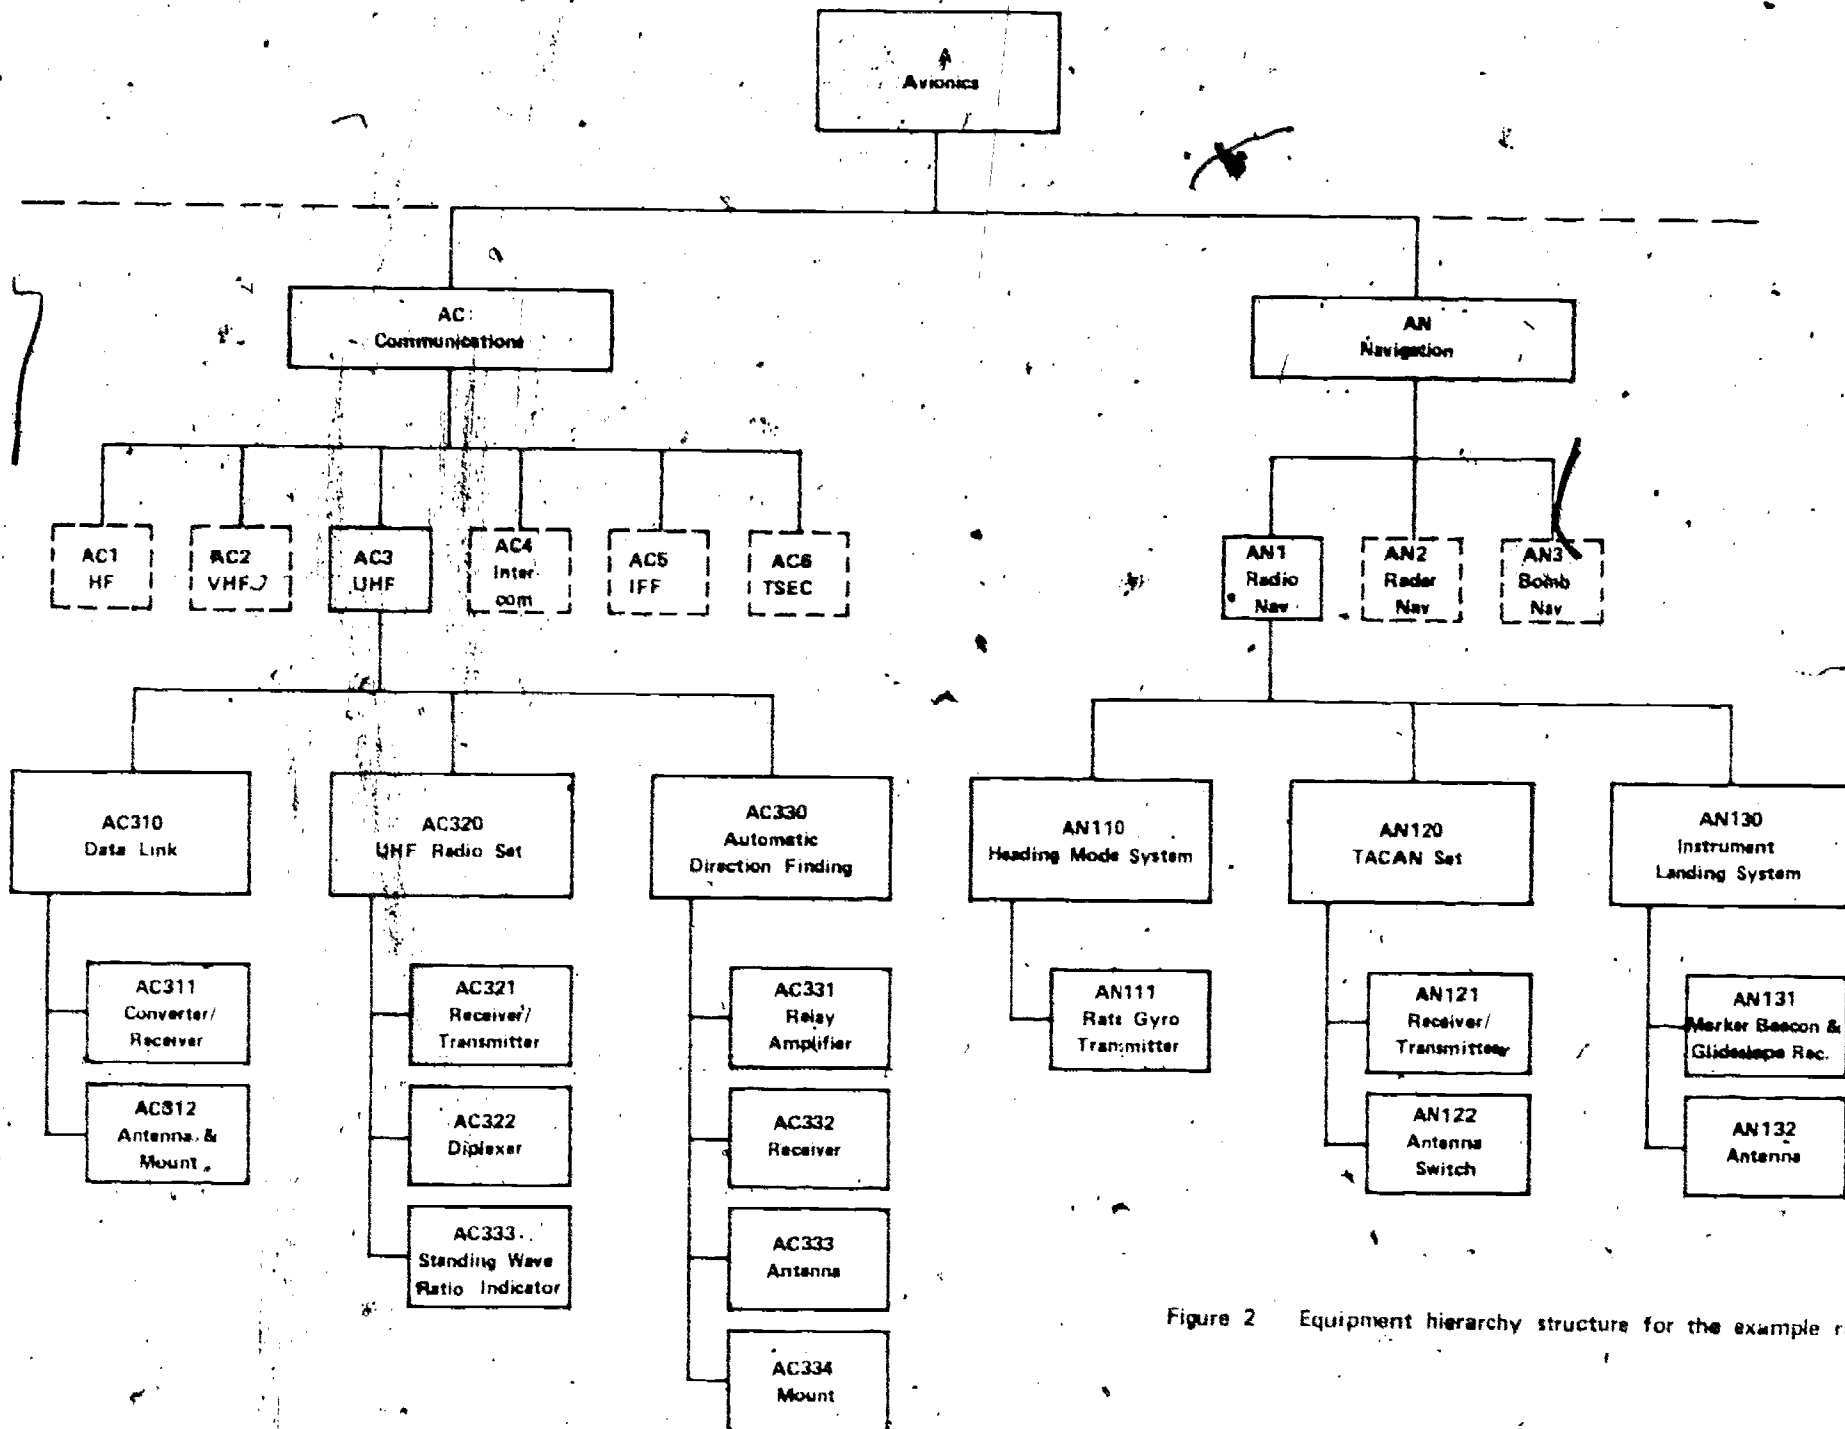 A
Avionics
AC
Communications
AN
Navigation
AC1
HF
AC2
VHF
AC3
UHF
AC4
Inter
com
AC5
IFF
AC6
TSEC
AN1
Radio
Nav
AN2
Radar
Nav
AN3
Bomb
Nav
AC310
Data Link
AC320
UHF Radio Set
AC330
Automatic
Direction Finding
AN110
Heading Mode System
AN120
TACAN Set
AN130
Instrument
Landing System
AC311
Converter/
Receiver
AC312
Antenna &
Mount
AC321
Receiver/
Transmitter
AC322
Diplexer
AC333
Standing Wave
Ratio Indicator
AC331
Relay
Amplifier
AC332
Receiver
AC333
Antenna
AC334
Mount
AN111
Rate Gyro
Transmitter
AN121
Receiver/
Transmitter
AN122
Antenna
Switch
AN131
Marker Beacon &
Glideslope Rec.
AN132
Antenna
Figure 2 Equipment hierarchy structure for the example